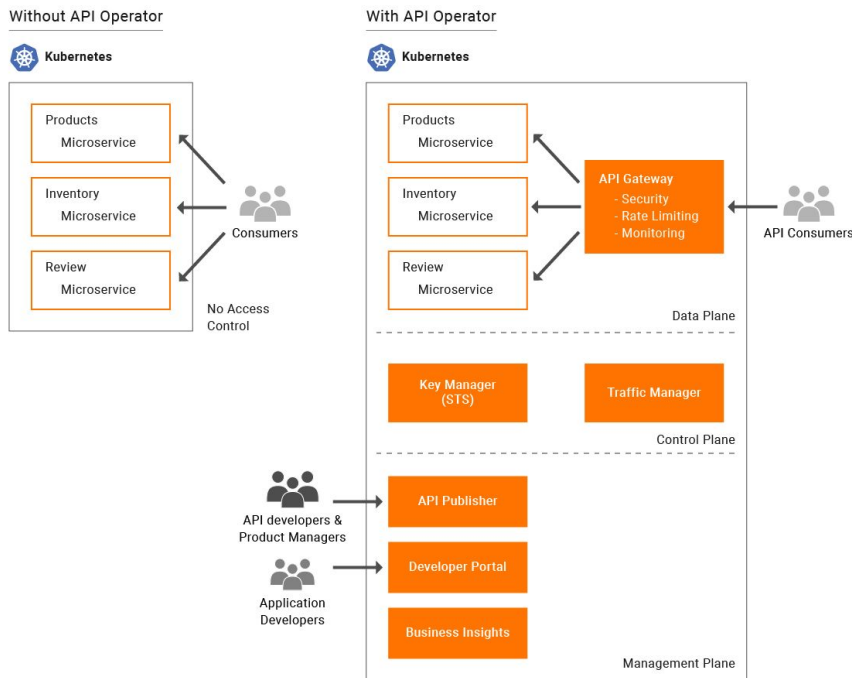 Without API Operator
Kubernetes
Products
Microservice
Inventory
Microservice
Review
Microservice
Consumers
No Access
Control
With API Operator
Kubernetes
Products
Microservice
Inventory
Microservice
Review
Microservice
API Gateway
- Security
- Rate Limiting
- Monitoring
API Consumers
Data Plane
Key Manager
(STS)
Traffic Manager
Control Plane
API developers &
Product Managers
API Publisher
Application
Developers
Developer Portal
Business Insights
Management Plane